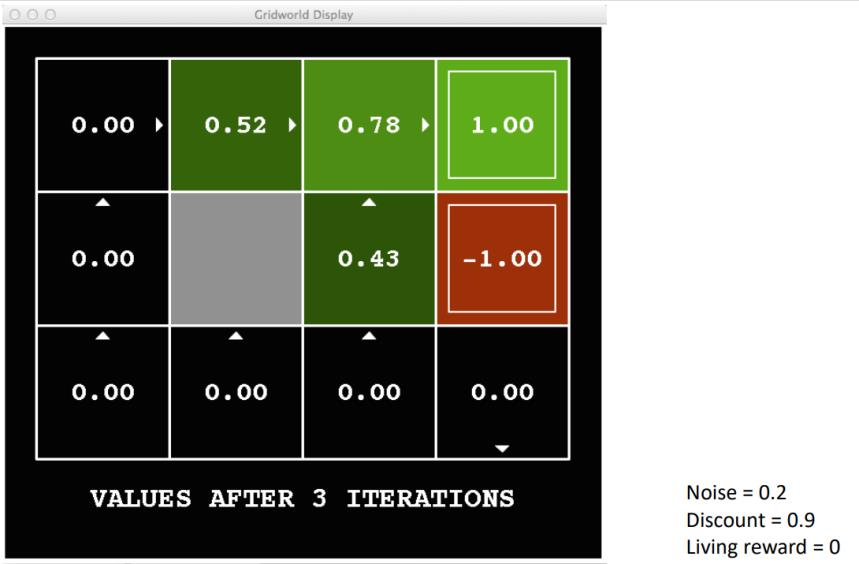 Gridworld Display
0.00 0.52 0.78 1.00
0.00 0.43 -1.00
0.00 0.00 0.00 0.00
VALUES AFTER 3 ITERATIONS
Noise = 0.2
Discount = 0.9
Living reward = 0